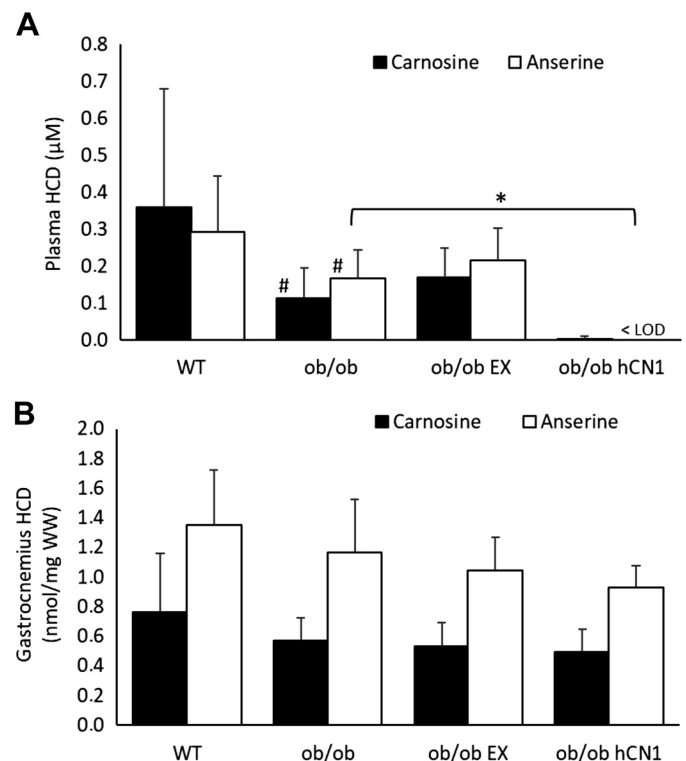 A
0.8
0.7
0.6
0.5
0.4
0.3
0.2
0.1
0.0
Plasma HCD (µM)
Carnosine Anserine
*
# #
< LOD
WT ob/ob ob/ob EX ob/ob hCN1
B
2.0
1.8
1.6
1.4
1.2
1.0
0.8
0.6
0.4
0.2
0.0
Gastrocnemius HCD
(nmol/mg WW)
Carnosine Anserine
WT ob/ob ob/ob EX ob/ob hCN1